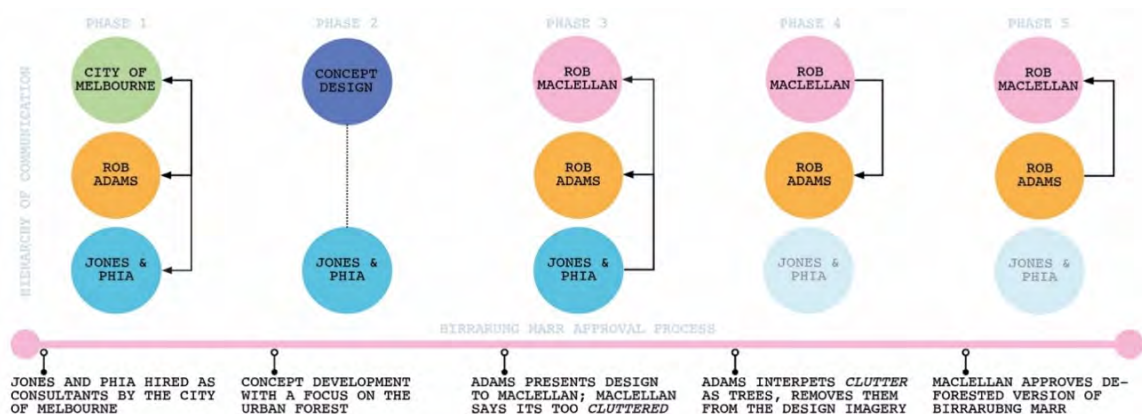 PHASE 1
PHASE 2
PHASE 3
PHASE 4
PHASE 5
HIERARCHY OF COMMUNICATION
CITY OF
MELBOURNE
CONCEPT
DESIGN
ROB
MACLELLAN
ROB
MACLELLAN
ROB
MACLELLAN
ROB
ADAMS
ROB
ADAMS
ROB
ADAMS
ROB
ADAMS
JONES &
PHIA
JONES &
PHIA
JONES &
PHIA
JONES &
PHIA
JONES &
PHIA
BIRRARUNG MARR APPROVAL PROCESS
JONES AND PHIA HIRED AS
CONSULTANTS BY THE CITY
OF MELBOURNE
CONCEPT DEVELOPMENT
WITH A FOCUS ON THE
URBAN FOREST
ADAMS PRESENTS DESIGN
TO MACLELLAN; MACLELLAN
SAYS ITS TOO CLUTTERED
ADAMS INTERPETS CLUTTER
AS TREES, REMOVES THEM
FROM THE DESIGN IMAGERY
MACLELLAN APPROVES DE-
FORESTED VERSION OF
BIRRARUNG MARR